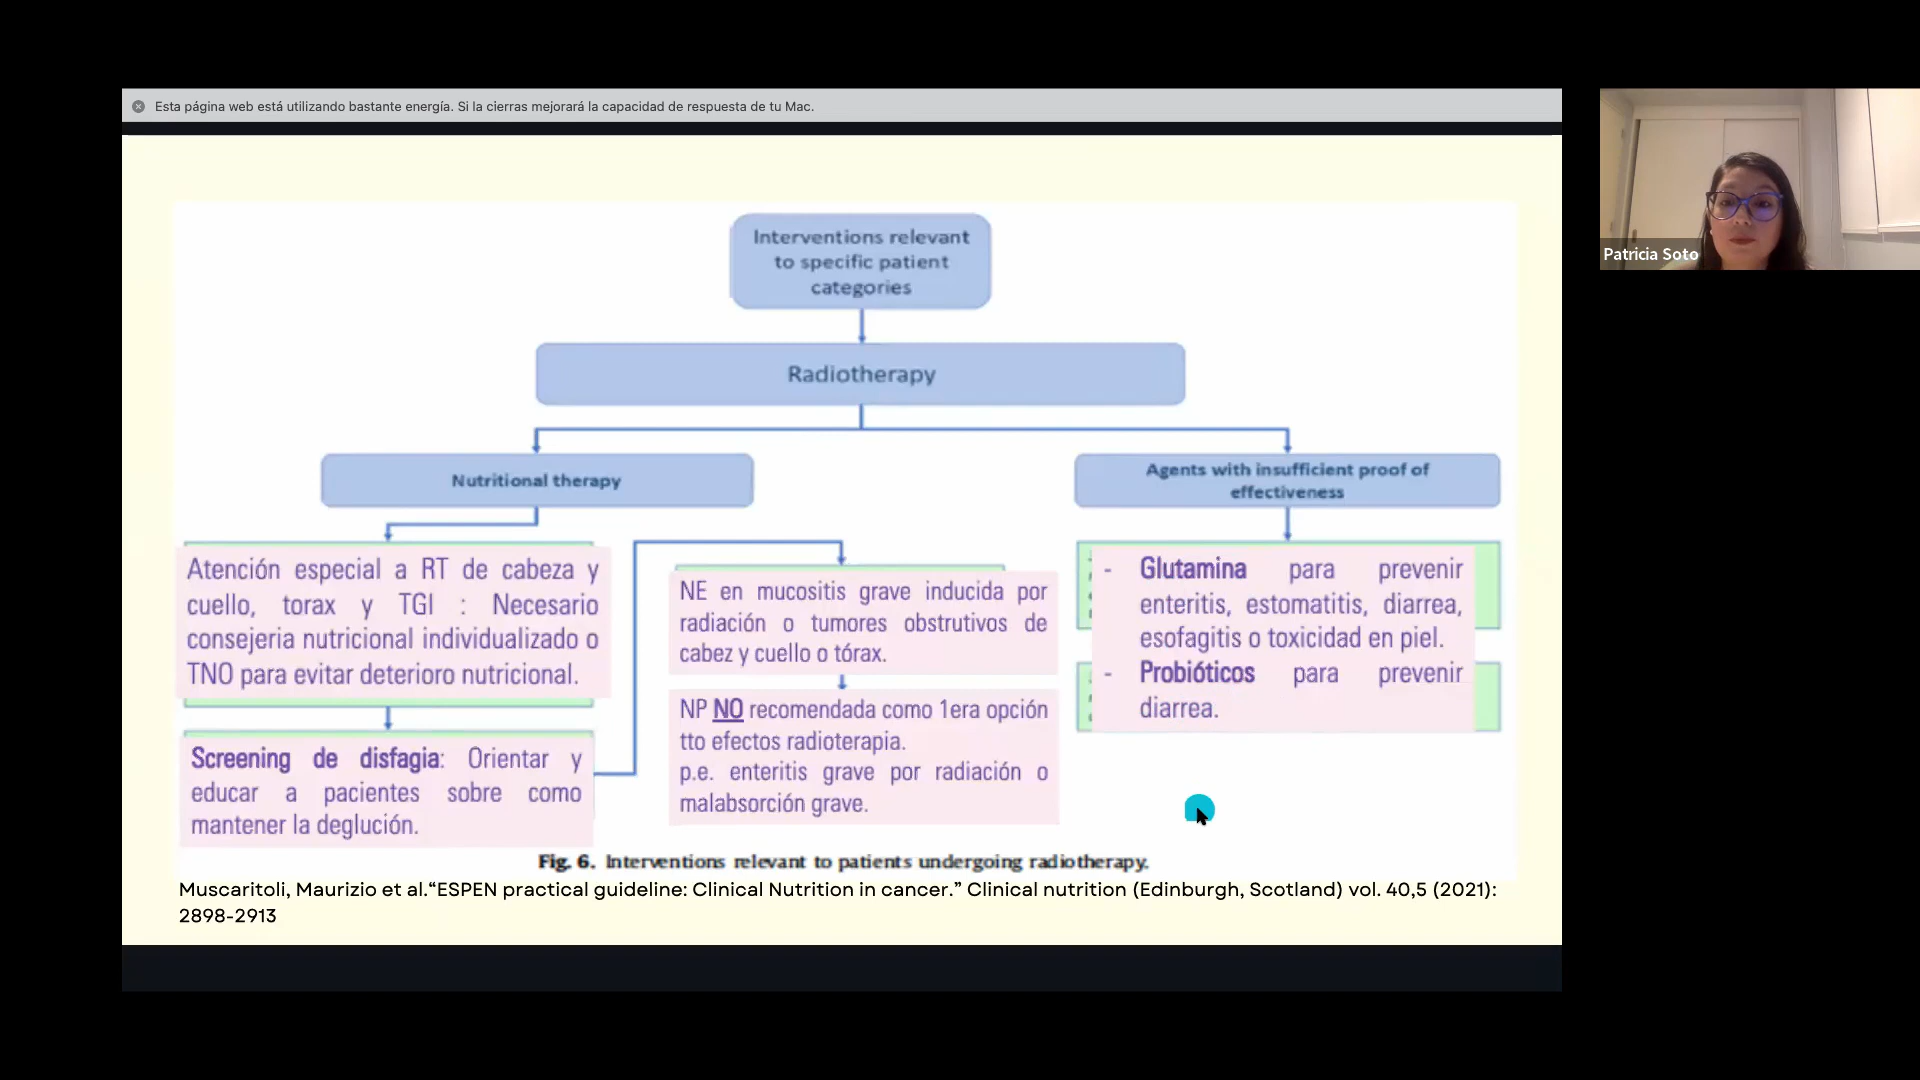 Esta página web está utilizando bastante energía. Si la cierras mejorará la capacidad de respuesta de tu Mac.
Patricia Soto
Interventions relevant
to specific patient
categories
Radiotherapy
Nutritional therapy
Agents with insufficient proof of
effectiveness
Atención especial a RT de cabeza y
cuello, torax y TGI : Necesario
consejeria nutricional individualizado o
TNO para evitar deterioro nutricional.
Screening de disfagia: Orientar y
educar a pacientes sobre como
mantener la deglución.
NE en mucositis grave inducida por
radiación o tumores obstrutivos de
cabez y cuello o tórax.
NP NO recomendada como 1era opción
tto efectos radioterapia.
p.e. enteritis grave por radiación o
malabsorción grave.
- Glutamina para prevenir
enteritis, estomatitis, diarrea,
esofagitis o toxicidad en piel.
- Probióticos para prevenir
diarrea.
Fig. 6. Interventions relevant to patients undergoing radiotherapy.
Muscaritoli, Maurizio et al.“ESPEN practical guideline: Clinical Nutrition in cancer.” Clinical nutrition (Edinburgh, Scotland) vol. 40,5 (2021):
2898-2913